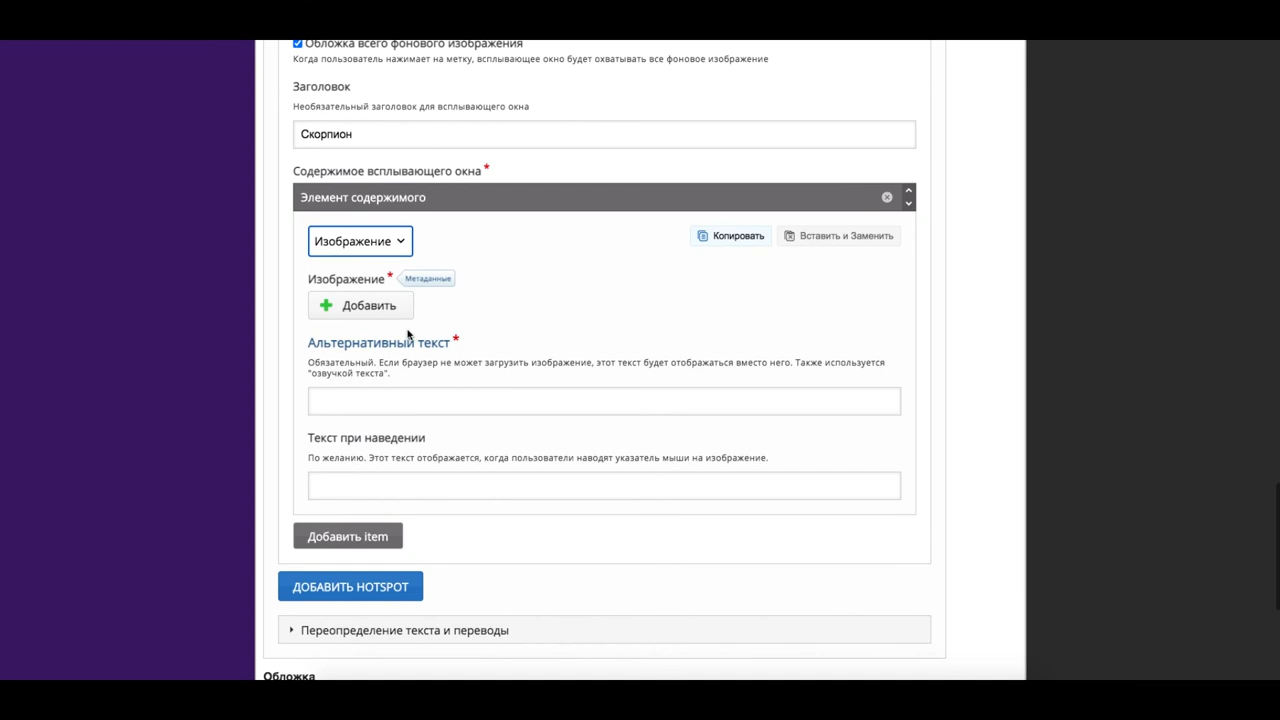 Обложка всего фонового изображения
Когда пользователь нажимает на метку, всплывающее окно будет охватывать все фоновое изображение
Заголовок
Необязательный заголовок для всплывающего окна
Скорпион
Содержимое всплывающего окна *
Элемент содержимого
Изображение
Копировать
Вставить и Заменить
Изображение * Метаданные
Добавить
Альтернативный текст *
Обязательный. Если браузер не может загрузить изображение, этот текст будет отображаться вместо него. Также используется
"озвучкой текста".
Текст при наведении
По желанию. Этот текст отображается, когда пользователи наводят указатель мыши на изображение.
Добавить item
ДОБАВИТЬ HOTSPOT
Переопределение текста и переводы
Обложка